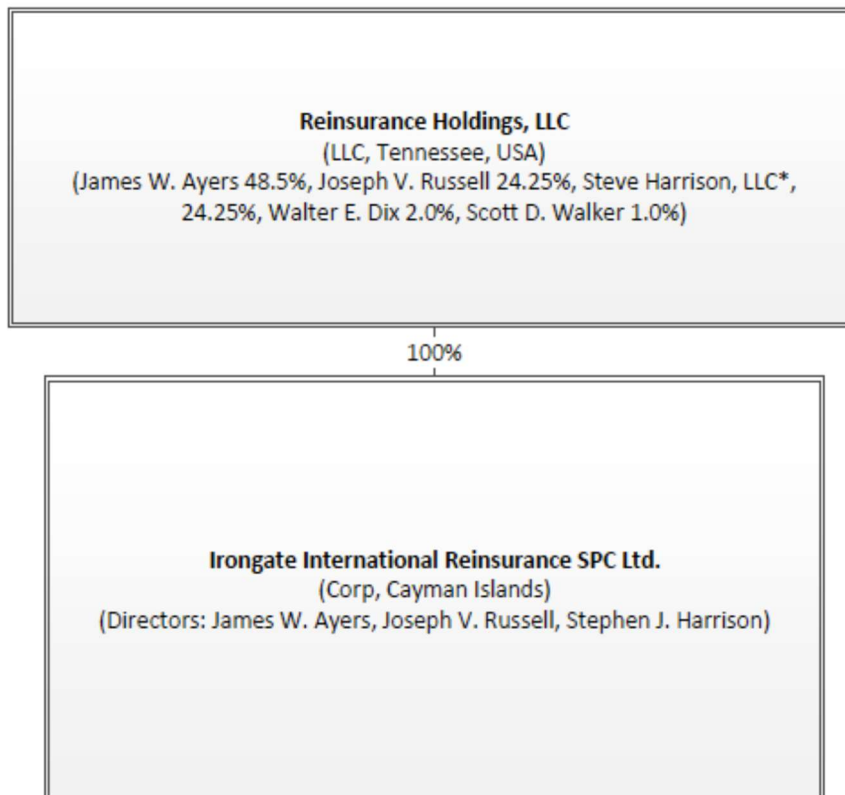 Reinsurance Holdings, LLC
(LLC, Tennessee, USA)
(James W. Ayers 48.5%, Joseph V. Russell 24.25%, Steve Harrison, LLC*,
24.25%, Walter E. Dix 2.0%, Scott D. Walker 1.0%)
100%
Irongate International Reinsurance SPC Ltd.
(Corp, Cayman Islands)
(Directors: James W. Ayers, Joseph V. Russell, Stephen J. Harrison)